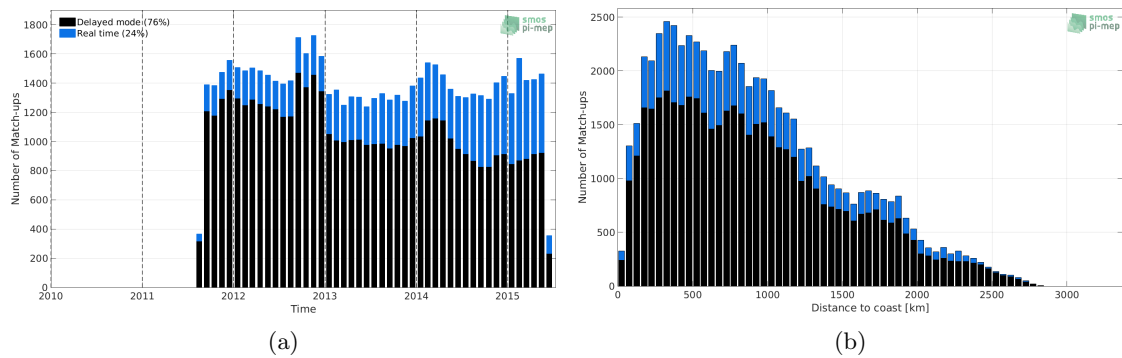 Delayed mode (76%)
Real time (24%)
smos
pi-mep
Number of Match-ups
1800
1600
1400
1200
1000
800
600
400
200
0
2010
2011
2012
2013
2014
2015
Time
(a)
smos
pi-mep
Number of Match-ups
2500
2000
1500
1000
500
0
0
500
1000
1500
2000
2500
3000
Distance to coast [km]
(b)